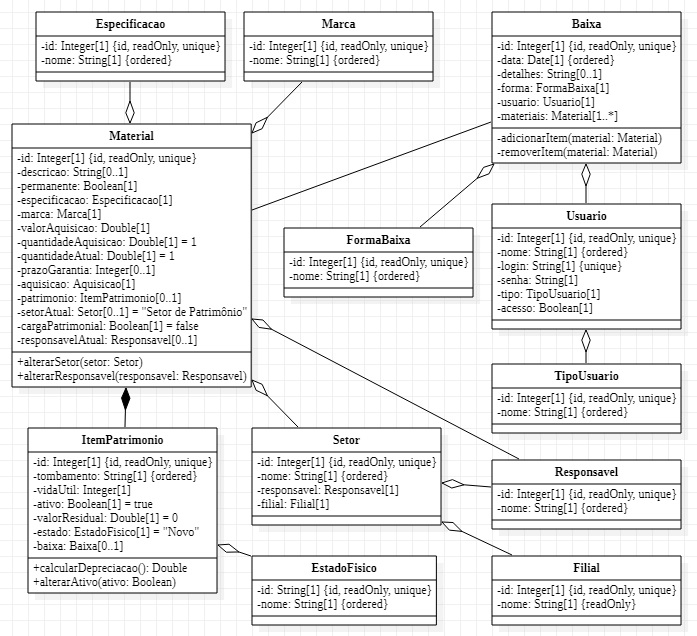 Especificacao
-id: Integer[1] {id, readOnly, unique}
-nome: String[1] {ordered}
Marca
-id: Integer[1] {id, readOnly, unique}
-nome: String[1] {ordered}
Baixa
-id: Integer[1] {id, readOnly, unique}
-data: Date[1] {ordered}
-detalhes: String[0..1]
-forma: FormaBaixa[1]
-usuario: Usuario[1]
-materiais: Material[1..*]
-adicionarItem(material: Material)
-removerItem(material: Material)
Material
-id: Integer[1] {id, readOnly, unique}
-descricao: String[0..1]
-permanente: Boolean[1]
-especificacao: Especificacao[1]
-marca: Marca[1]
-valorAquisicao: Double[1]
-quantidadeAquisicao: Double[1] = 1
-quantidadeAtual: Double[1] = 1
-prazoGarantia: Integer[0..1]
-aquisicao: Aquisicao[1]
-patrimonio: ItemPatrimonio[0..1]
-setorAtual: Setor[0..1] = "Setor de Patrimônio"
-cargaPatrimonial: Boolean[1] = false
-responsavelAtual: Responsavel[0..1]
+alterarSetor(setor: Setor)
+alterarResponsavel(responsavel: Responsavel)
FormaBaixa
-id: Integer[1] {id, readOnly, unique}
-nome: String[1] {ordered}
Usuario
-id: Integer[1] {id, readOnly, unique}
-nome: String[1] {ordered}
-login: String[1] {unique}
-senha: String[1]
-tipo: TipoUsuario[1]
-acesso: Boolean[1]
TipoUsuario
-id: Integer[1] {id, readOnly, unique}
-nome: String[1] {ordered}
ItemPatrimonio
-id: Integer[1] {id, readOnly, unique}
-tombamento: String[1] {ordered}
-vidaUtil: Integer[1]
-ativo: Boolean[1] = true
-valorResidual: Double[1] = 0
-estado: EstadoFisico[1] = "Novo"
-baixa: Baixa[0..1]
+calcularDepreciacao(): Double
+alterarAtivo(ativo: Boolean)
Setor
-id: Integer[1] {id, readOnly, unique}
-nome: String[1] {ordered}
-responsavel: Responsavel[1]
-filial: Filial[1]
Responsavel
-id: Integer[1] {id, readOnly, unique}
-nome: String[1] {ordered}
EstadoFisico
-id: String[1] {id, readOnly, unique}
-nome: String[1] {ordered}
Filial
-id: Integer[1] {id, readOnly, unique}
-nome: String[1] {readOnly}